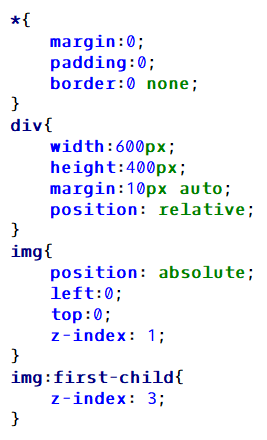 *{
    margin:0;
    padding:0;
    border:0 none;
}
div{
    width:600px;
    height:400px;
    margin:10px auto;
    position: relative;
}
img{
    position: absolute;
    left:0;
    top:0;
    z-index: 1;
}
img:first-child{
    z-index: 3;
}